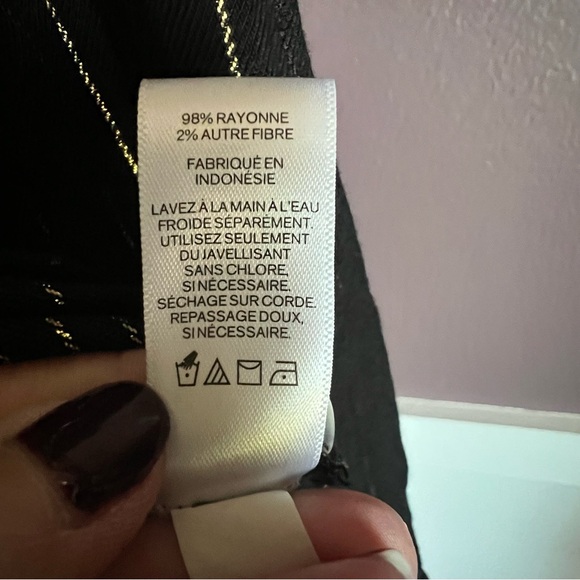 98% RAYONNE
2% AUTRE FIBRE
FABRIQUÉ EN
INDONÉSIE
LAVEZ À LA MAIN À L'EAU
FROIDE SÉPARÉMENT.
UTILISEZ SEULEMENT
DU JAVELLISANT
SANS CHLORE,
SI NÉCESSAIRE.
SÉCHAGE SUR CORDE.
REPASSAGE DOUX,
SI NÉCESSAIRE.